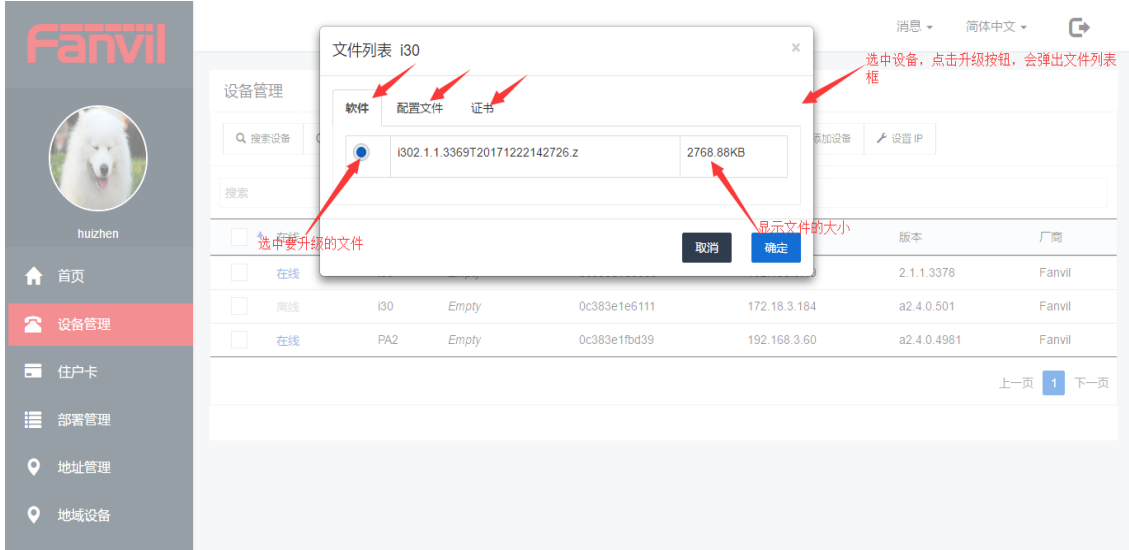 Fanvil
消息
简体中文
文件列表 i30
×
选中设备，点击升级按钮，会弹出文件列表
框
设备管理
软件
配置文件
证书
搜索设备
添加设备
设置 IP
i302.1.1.3369T20171222142726.z
2768.88KB
搜索
显示文件的大小
huizhen
在线
选中要升级的文件
取消
确定
版本
厂商
首页
在线
Empty
2.1.1.3378
Fanvil
离线
i30
Empty
0c383e1e6111
172.18.3.184
a2.4.0.501
Fanvil
设备管理
在线
PA2
Empty
0c383e1fbd39
192.168.3.60
a2.4.0.4981
Fanvil
住户卡
上一页
1
下一页
部署管理
地址管理
地域设备